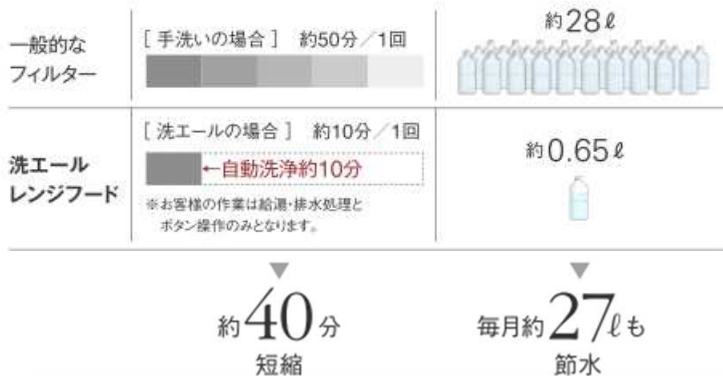 一般的な
フィルター
[ 手洗いの場合 ] 約50分／1回
約28ℓ
洗エール
レンジフード
[ 洗エールの場合 ] 約10分／1回
←自動洗浄約10分
※お客様の作業は給湯・排水処理と
ボタン操作のみとなります。
約0.65ℓ
約40分
短縮
毎月約27ℓも
節水